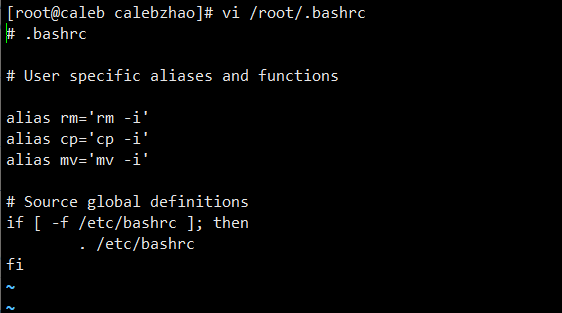 [root@caleb calebzhao]# vi /root/.bashrc
# .bashrc

# User specific aliases and functions

alias rm='rm -i'
alias cp='cp -i'
alias mv='mv -i'

# Source global definitions
if [ -f /etc/bashrc ]; then
        . /etc/bashrc
fi
~
~